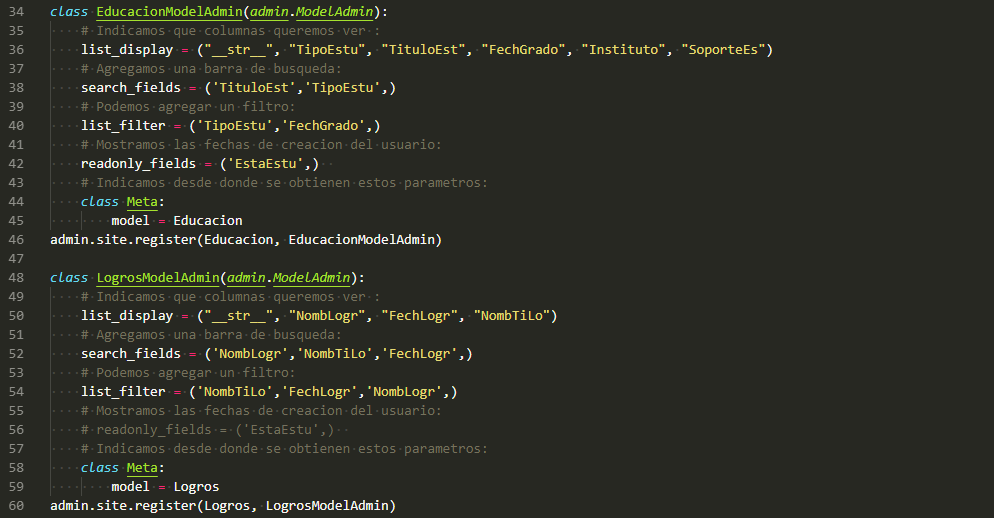 34 class EducacionModelAdmin(admin.ModelAdmin):
35     # Indicamos que columnas queremos ver :
36     list_display = ("__str__", "TipoEstu", "TituloEst", "FechGrado", "Instituto", "SoporteEs")
37     # Agregamos una barra de busqueda:
38     search_fields = ('TituloEst','TipoEstu',)
39     # Podemos agregar un filtro:
40     list_filter = ('TipoEstu','FechGrado',)
41     # Mostramos las fechas de creacion del usuario:
42     readonly_fields = ('EstaEstu',)
43     # Indicamos desde donde se obtienen estos parametros:
44     class Meta:
45         model = Educacion
46 admin.site.register(Educacion, EducacionModelAdmin)
47
48 class LogrosModelAdmin(admin.ModelAdmin):
49     # Indicamos que columnas queremos ver :
50     list_display = ("__str__", "NombLogr", "FechLogr", "NombTiLo")
51     # Agregamos una barra de busqueda:
52     search_fields = ('NombLogr','NombTiLo','FechLogr',)
53     # Podemos agregar un filtro:
54     list_filter = ('NombTiLo','FechLogr','NombLogr',)
55     # Mostramos las fechas de creacion del usuario:
56     # readonly_fields = ('EstaEstu',)
57     # Indicamos desde donde se obtienen estos parametros:
58     class Meta:
59         model = Logros
60 admin.site.register(Logros, LogrosModelAdmin)